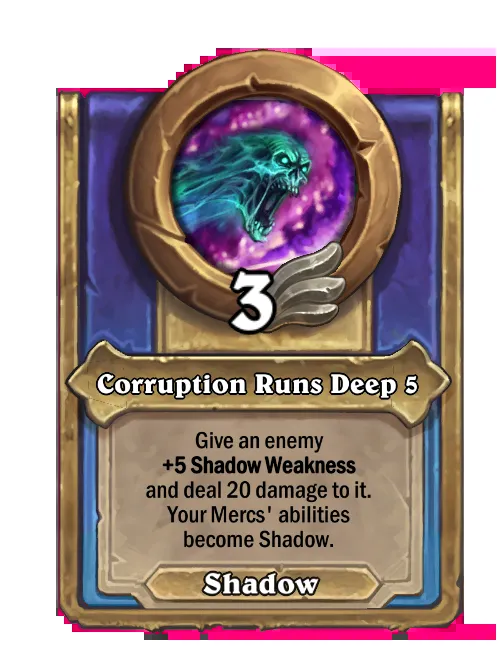 3
Corruption Runs Deep 5
Give an enemy
+5 Shadow Weakness
and deal 20 damage to it.
Your Mercs' abilities
become Shadow.
Shadow